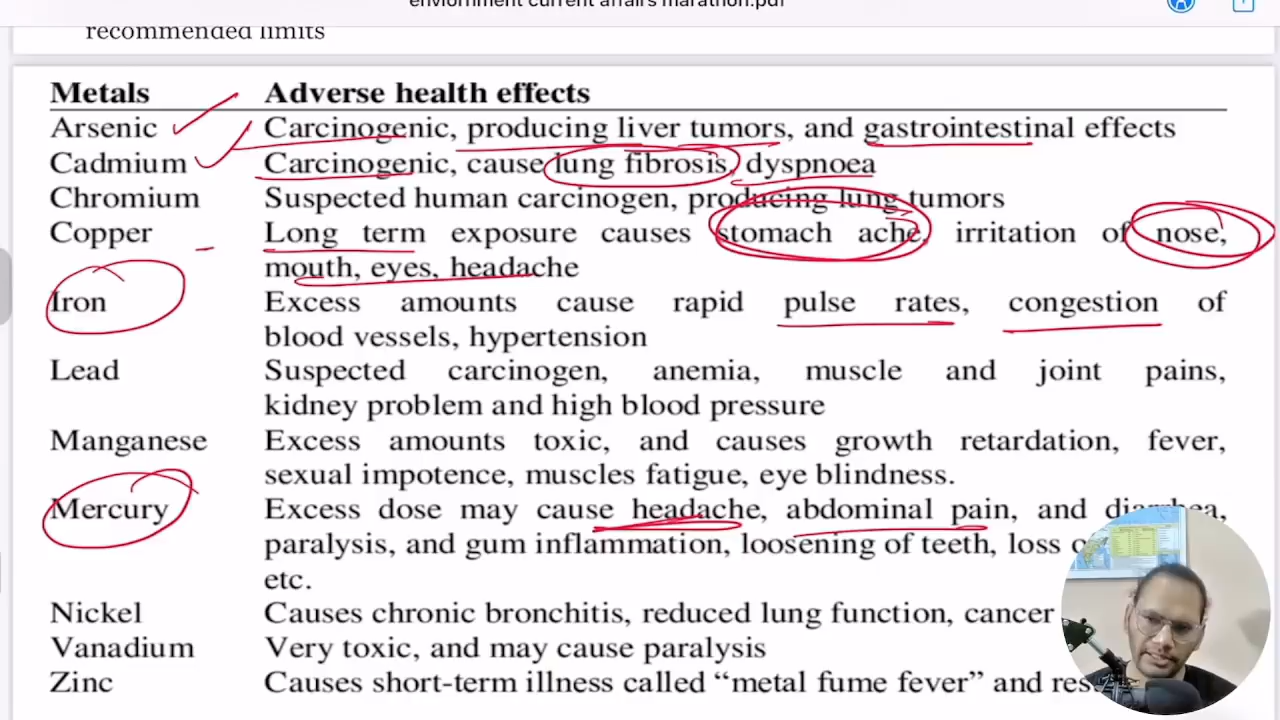 enviornment current affairs marathon.pdf
recommended limits
Metals Adverse health effects
Arsenic Carcinogenic, producing liver tumors, and gastrointestinal effects
Cadmium Carcinogenic, cause lung fibrosis, dyspnoea
Chromium Suspected human carcinogen, producing lung tumors
Copper Long term exposure causes stomach ache, irritation of nose,
mouth, eyes, headache
Iron Excess amounts cause rapid pulse rates, congestion of
blood vessels, hypertension
Lead Suspected carcinogen, anemia, muscle and joint pains,
kidney problem and high blood pressure
Manganese Excess amounts toxic, and causes growth retardation, fever,
sexual impotence, muscles fatigue, eye blindness.
Mercury Excess dose may cause headache, abdominal pain, and
paralysis, and gum inflammation, loosening of teeth, loss
etc.
Nickel Causes chronic bronchitis, reduced lung function, cancer
Vanadium Very toxic, and may cause paralysis
Zinc Causes short-term illness called “metal fume fever” and